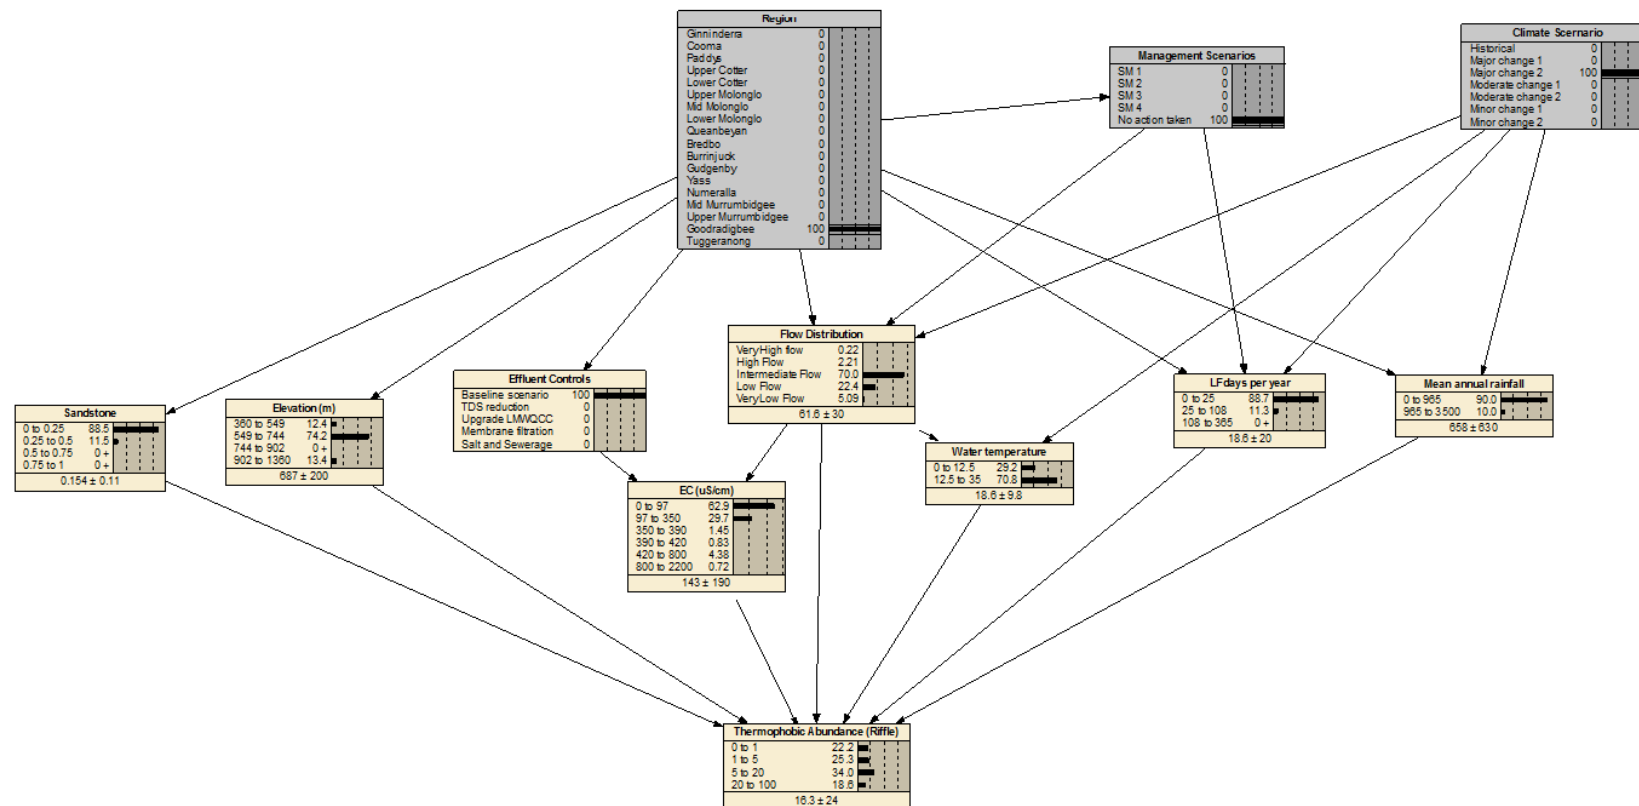 Region
Ginninderra 0
Cooma 0
Paddys 0
Upper Cotter 0
Lower Cotter 0
Upper Molonglo 0
Mid Molonglo 0
Lower Molonglo 0
Queanbeyan 0
Bredbo 0
Burrinjuck 0
Gudgenby 0
Yass 0
Numeralla 0
Mid Murrumbidgee 0
Upper Murrumbidgee 0
Goodradigbee 100
Tuggeranong 0
Management Scenarios
SM 1 0
SM 2 0
SM 3 0
SM 4 0
No action taken 100
Climate Scernario
Historical 0
Major change 1 0
Major change 2 100
Moderate change 1 0
Moderate change 2 0
Minor change 1 0
Minor change 2 0
Flow Distribution
VeryHigh flow 0.22
High Flow 2.21
Intermediate Flow 70.0
Low Flow 22.4
VeryLow Flow 5.09
61.6 ± 30
Effluent Controls
Baseline scenario 100
TDS reduction 0
Upgrade LMWQCC 0
Membrane filtration 0
Salt and Sewerage 0
LFdays per year
0 to 25 88.7
25 to 108 11.3
108 to 365 0 +
18.6 ± 20
Mean annual rainfall
0 to 965 90.0
965 to 3500 10.0
658 ± 630
Sandstone
0 to 0.25 88.5
0.25 to 0.5 11.5
0.5 to 0.75 0 +
0.75 to 1 0 +
0.154 ± 0.11
Elevation (m)
360 to 549 12.4
549 to 744 74.2
744 to 902 0 +
902 to 1360 13.4
687 ± 200
Water temperature
0 to 12.5 29.2
12.5 to 35 70.8
18.6 ± 9.8
EC (uS/cm)
0 to 97 62.9
97 to 350 29.7
350 to 390 1.45
390 to 420 0.83
420 to 800 4.38
800 to 2200 0.72
143 ± 190
Thermophobic Abundance (Riffle)
0 to 1 22.2
1 to 5 25.3
5 to 20 34.0
20 to 100 18.6
16.3 ± 24